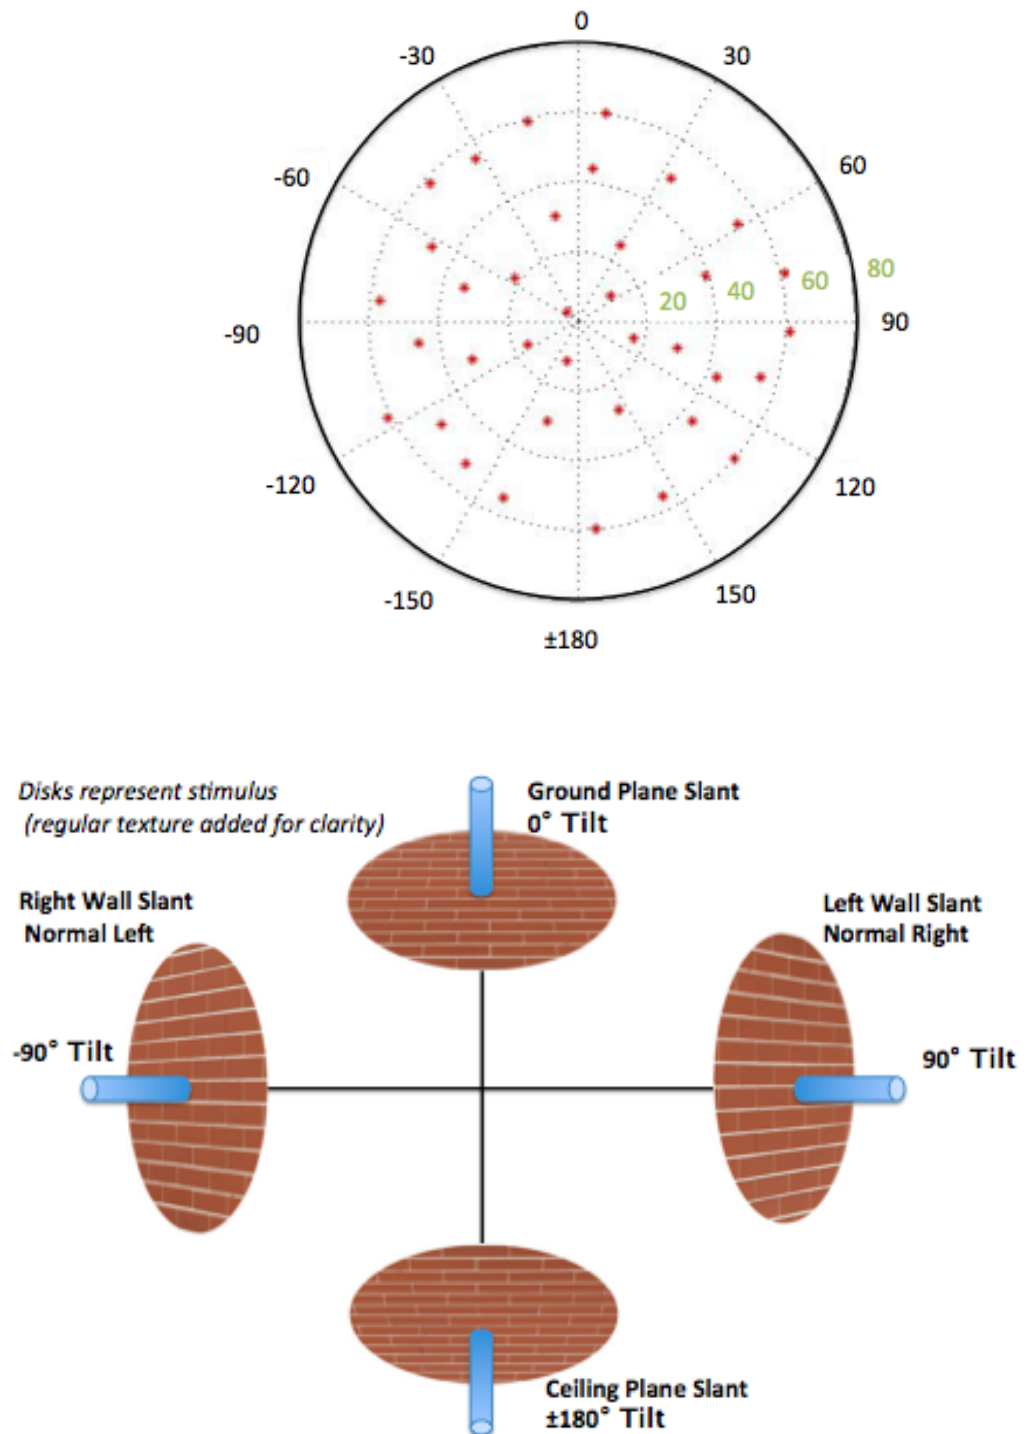 0
-30
30
-60
60
80
60
40
20
-90
90
-120
120
-150
150
±180
Disks represent stimulus
(regular texture added for clarity)
Ground Plane Slant
0° Tilt
Right Wall Slant
Normal Left
Left Wall Slant
Normal Right
-90° Tilt
90° Tilt
Ceiling Plane Slant
±180° Tilt